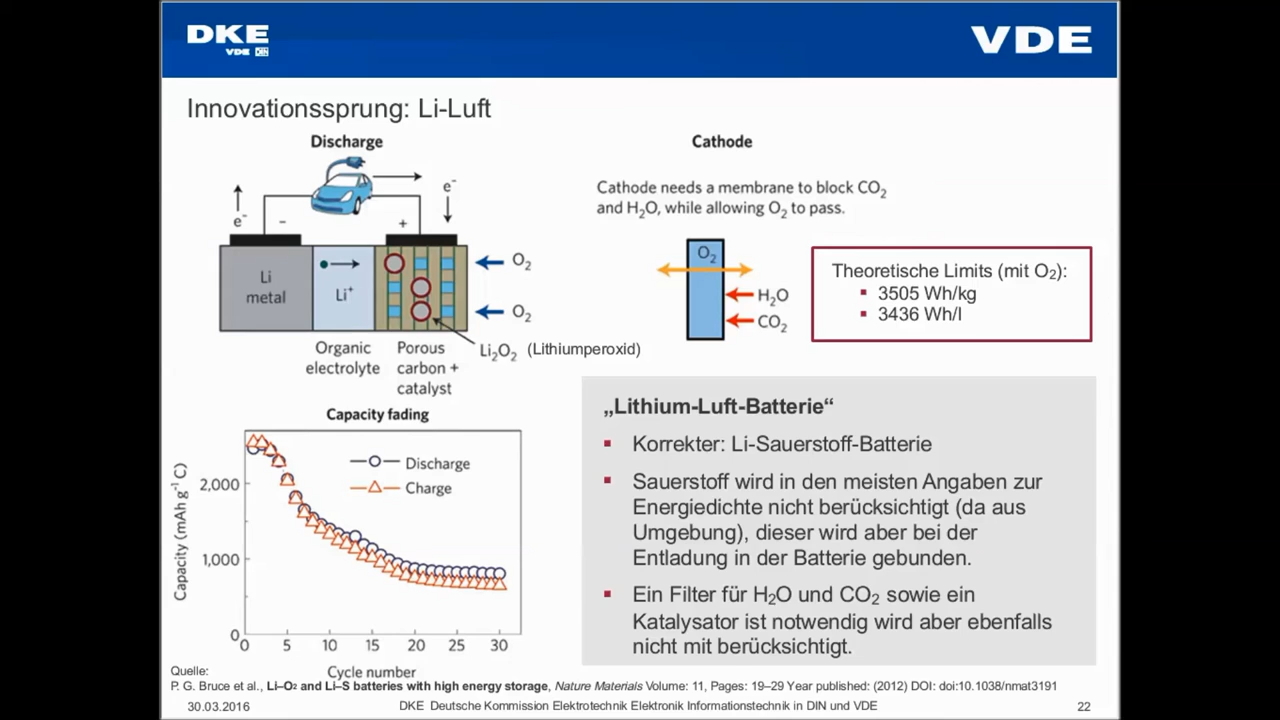 DKE
VDE DIN
VDE
Innovationssprung: Li-Luft
Discharge
e⁻
−
+
e⁻
Li
metal
Li⁺
O₂
O₂
Organic
electrolyte
Porous
carbon +
catalyst
Li₂O₂ (Lithiumperoxid)
Cathode
Cathode needs a membrane to block CO₂
and H₂O, while allowing O₂ to pass.
O₂
H₂O
CO₂
Theoretische Limits (mit O₂):
▪ 3505 Wh/kg
▪ 3436 Wh/l
Capacity fading
Capacity (mAh g⁻¹ C)
2,000
1,000
0
Discharge
Charge
0 5 10 15 20 25 30
Cycle number
„Lithium-Luft-Batterie“
▪ Korrekter: Li-Sauerstoff-Batterie
▪ Sauerstoff wird in den meisten Angaben zur
Energiedichte nicht berücksichtigt (da aus
Umgebung), dieser wird aber bei der
Entladung in der Batterie gebunden.
▪ Ein Filter für H₂O und CO₂ sowie ein
Katalysator ist notwendig wird aber ebenfalls
nicht mit berücksichtigt.
Quelle:
P. G. Bruce et al., Li–O₂ and Li–S batteries with high energy storage, Nature Materials Volume: 11, Pages: 19–29 Year published: (2012) DOI: doi:10.1038/nmat3191
30.03.2016
DKE Deutsche Kommission Elektrotechnik Elektronik Informationstechnik in DIN und VDE
22